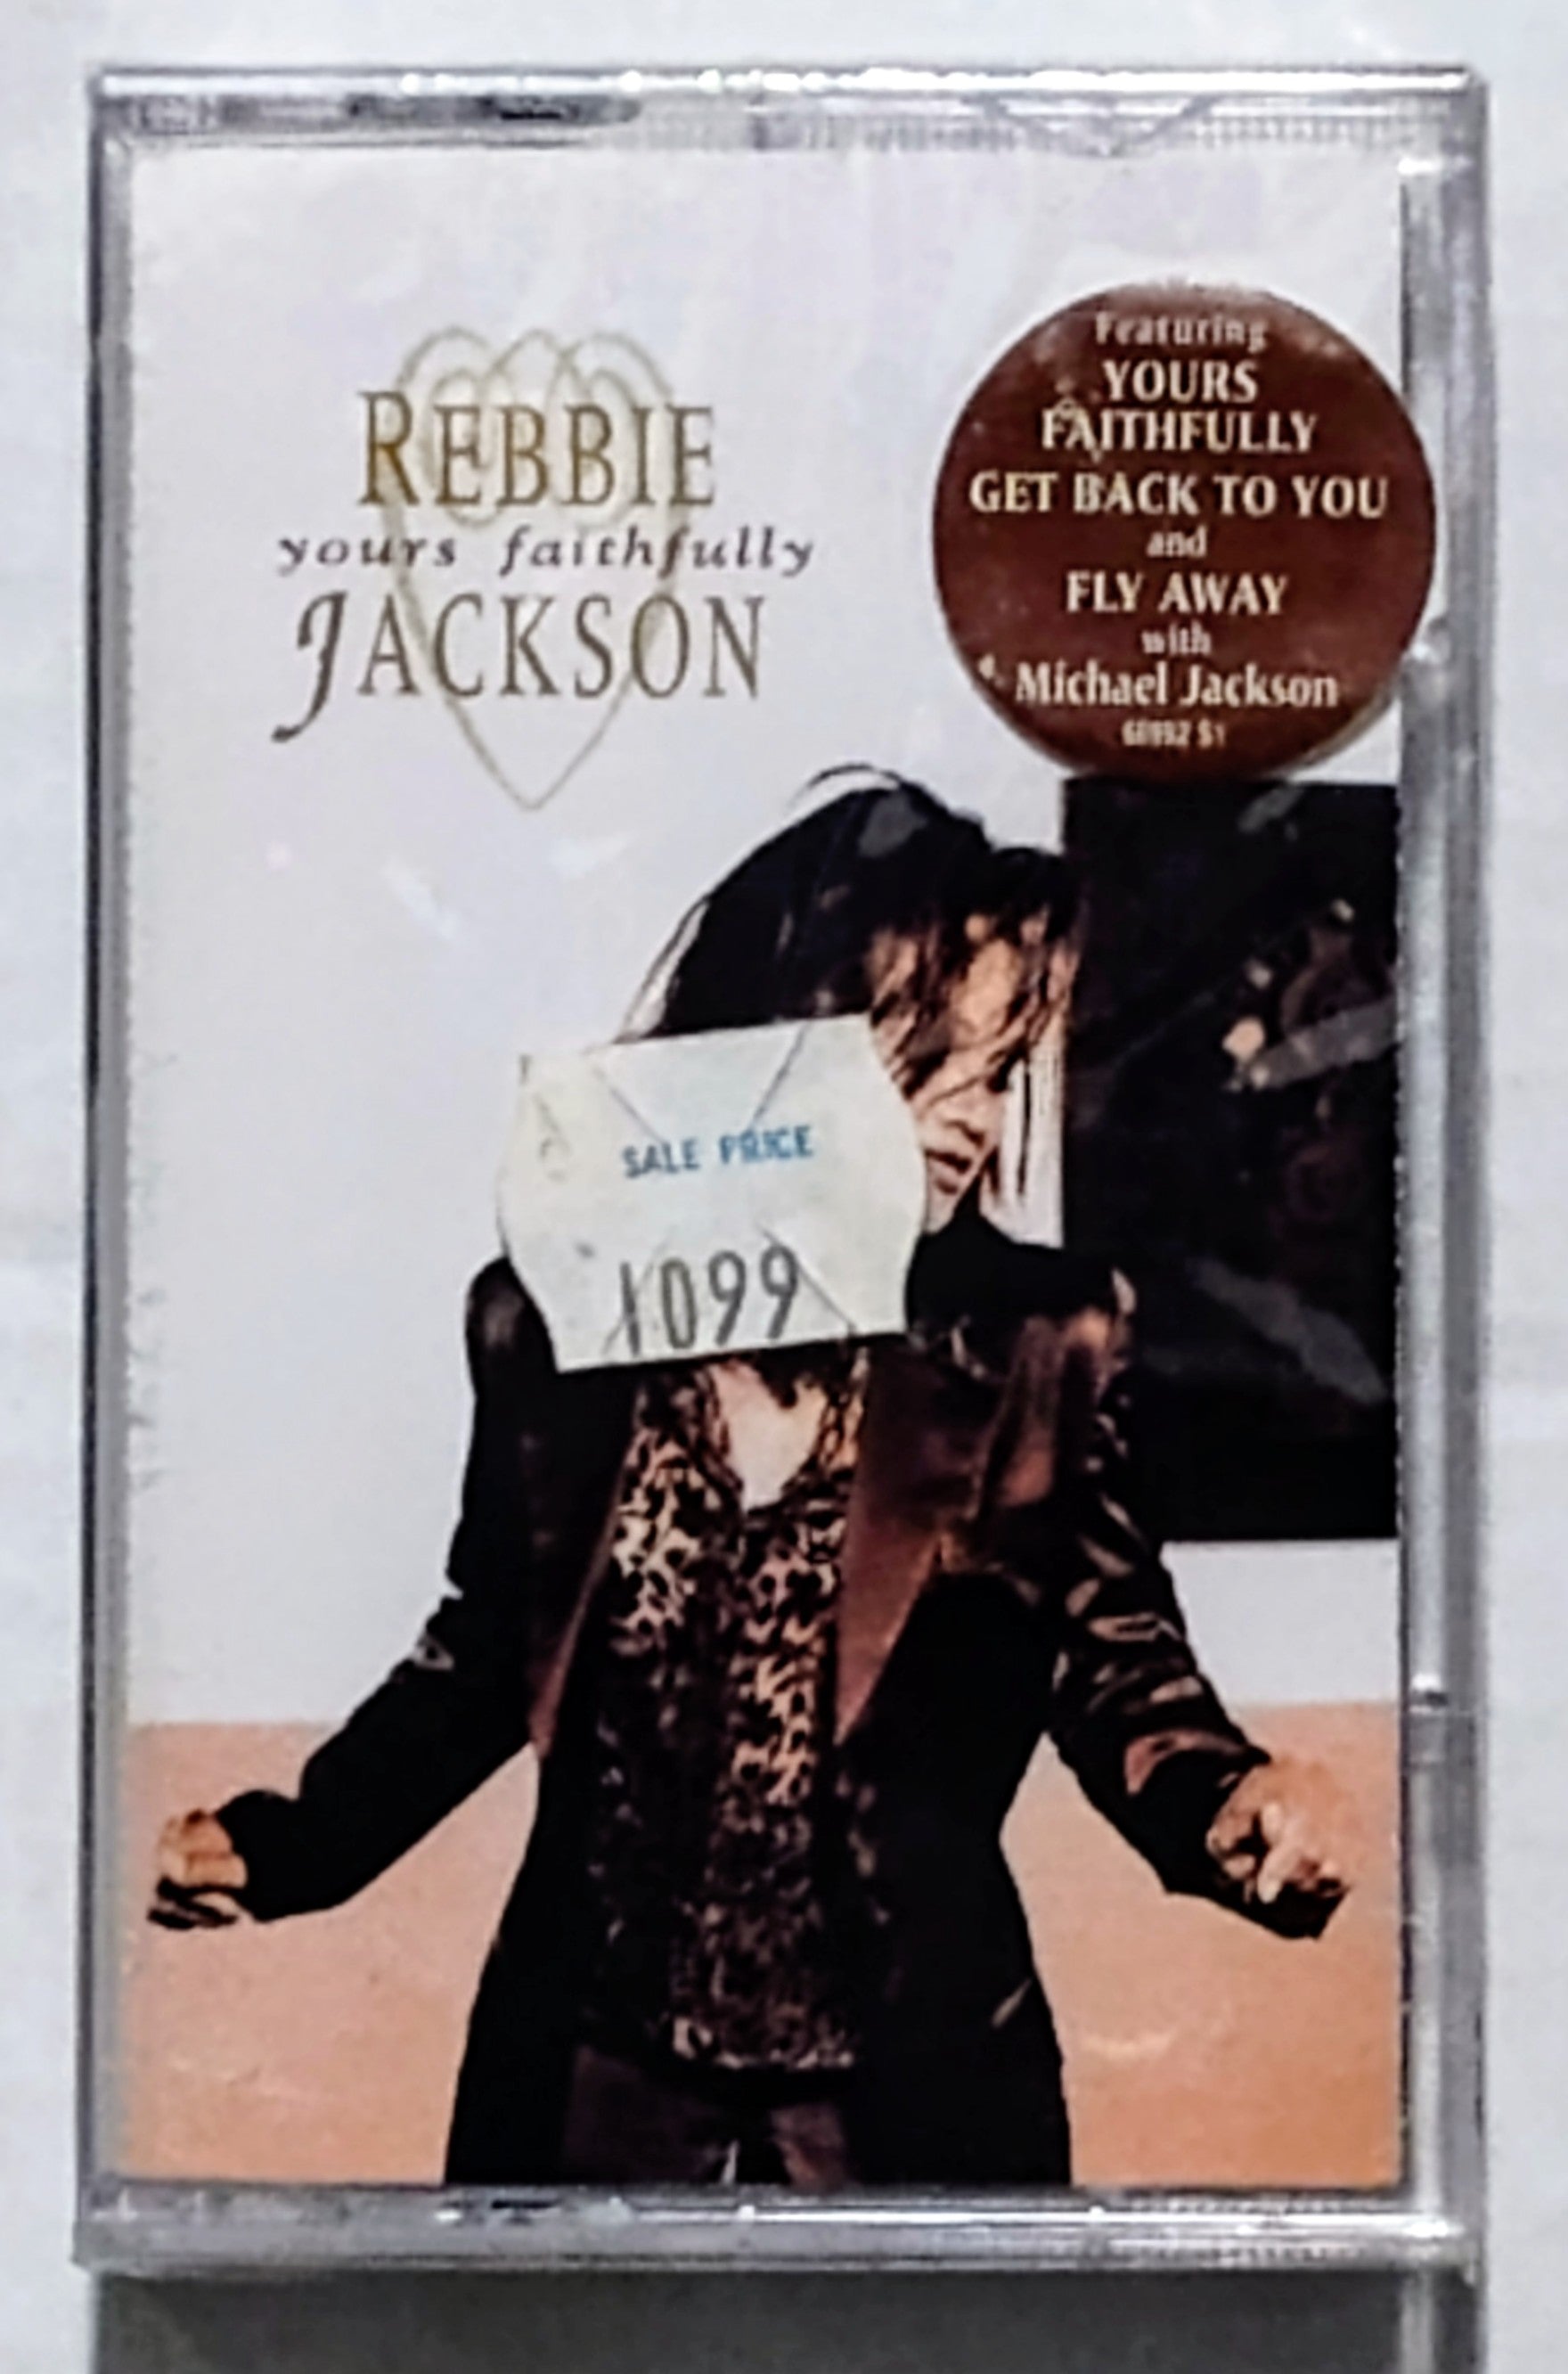 REBBIE
yours faithfully
JACKSON
Featuring
YOURS
FAITHFULLY
GET BACK TO YOU
and
FLY AWAY
with
Michael Jackson
SALE PRICE
1099